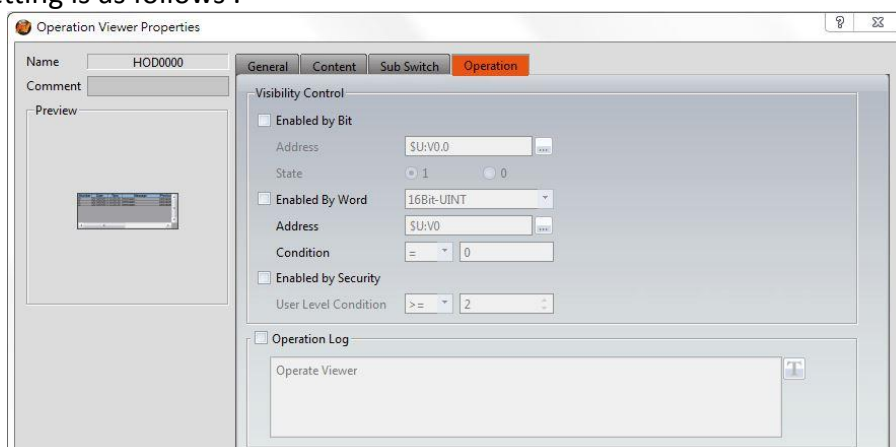 etting is as follows :
Operation Viewer Properties
Name HOD0000
Comment
Preview
General Content Sub Switch Operation
Visibility Control
Enabled by Bit
Address $U:V0.0 ...
State 1 0
Enabled By Word 16Bit-UINT
Address $U:V0 ...
Condition = 0
Enabled by Security
User Level Condition >= 2
Operation Log
Operate Viewer
T